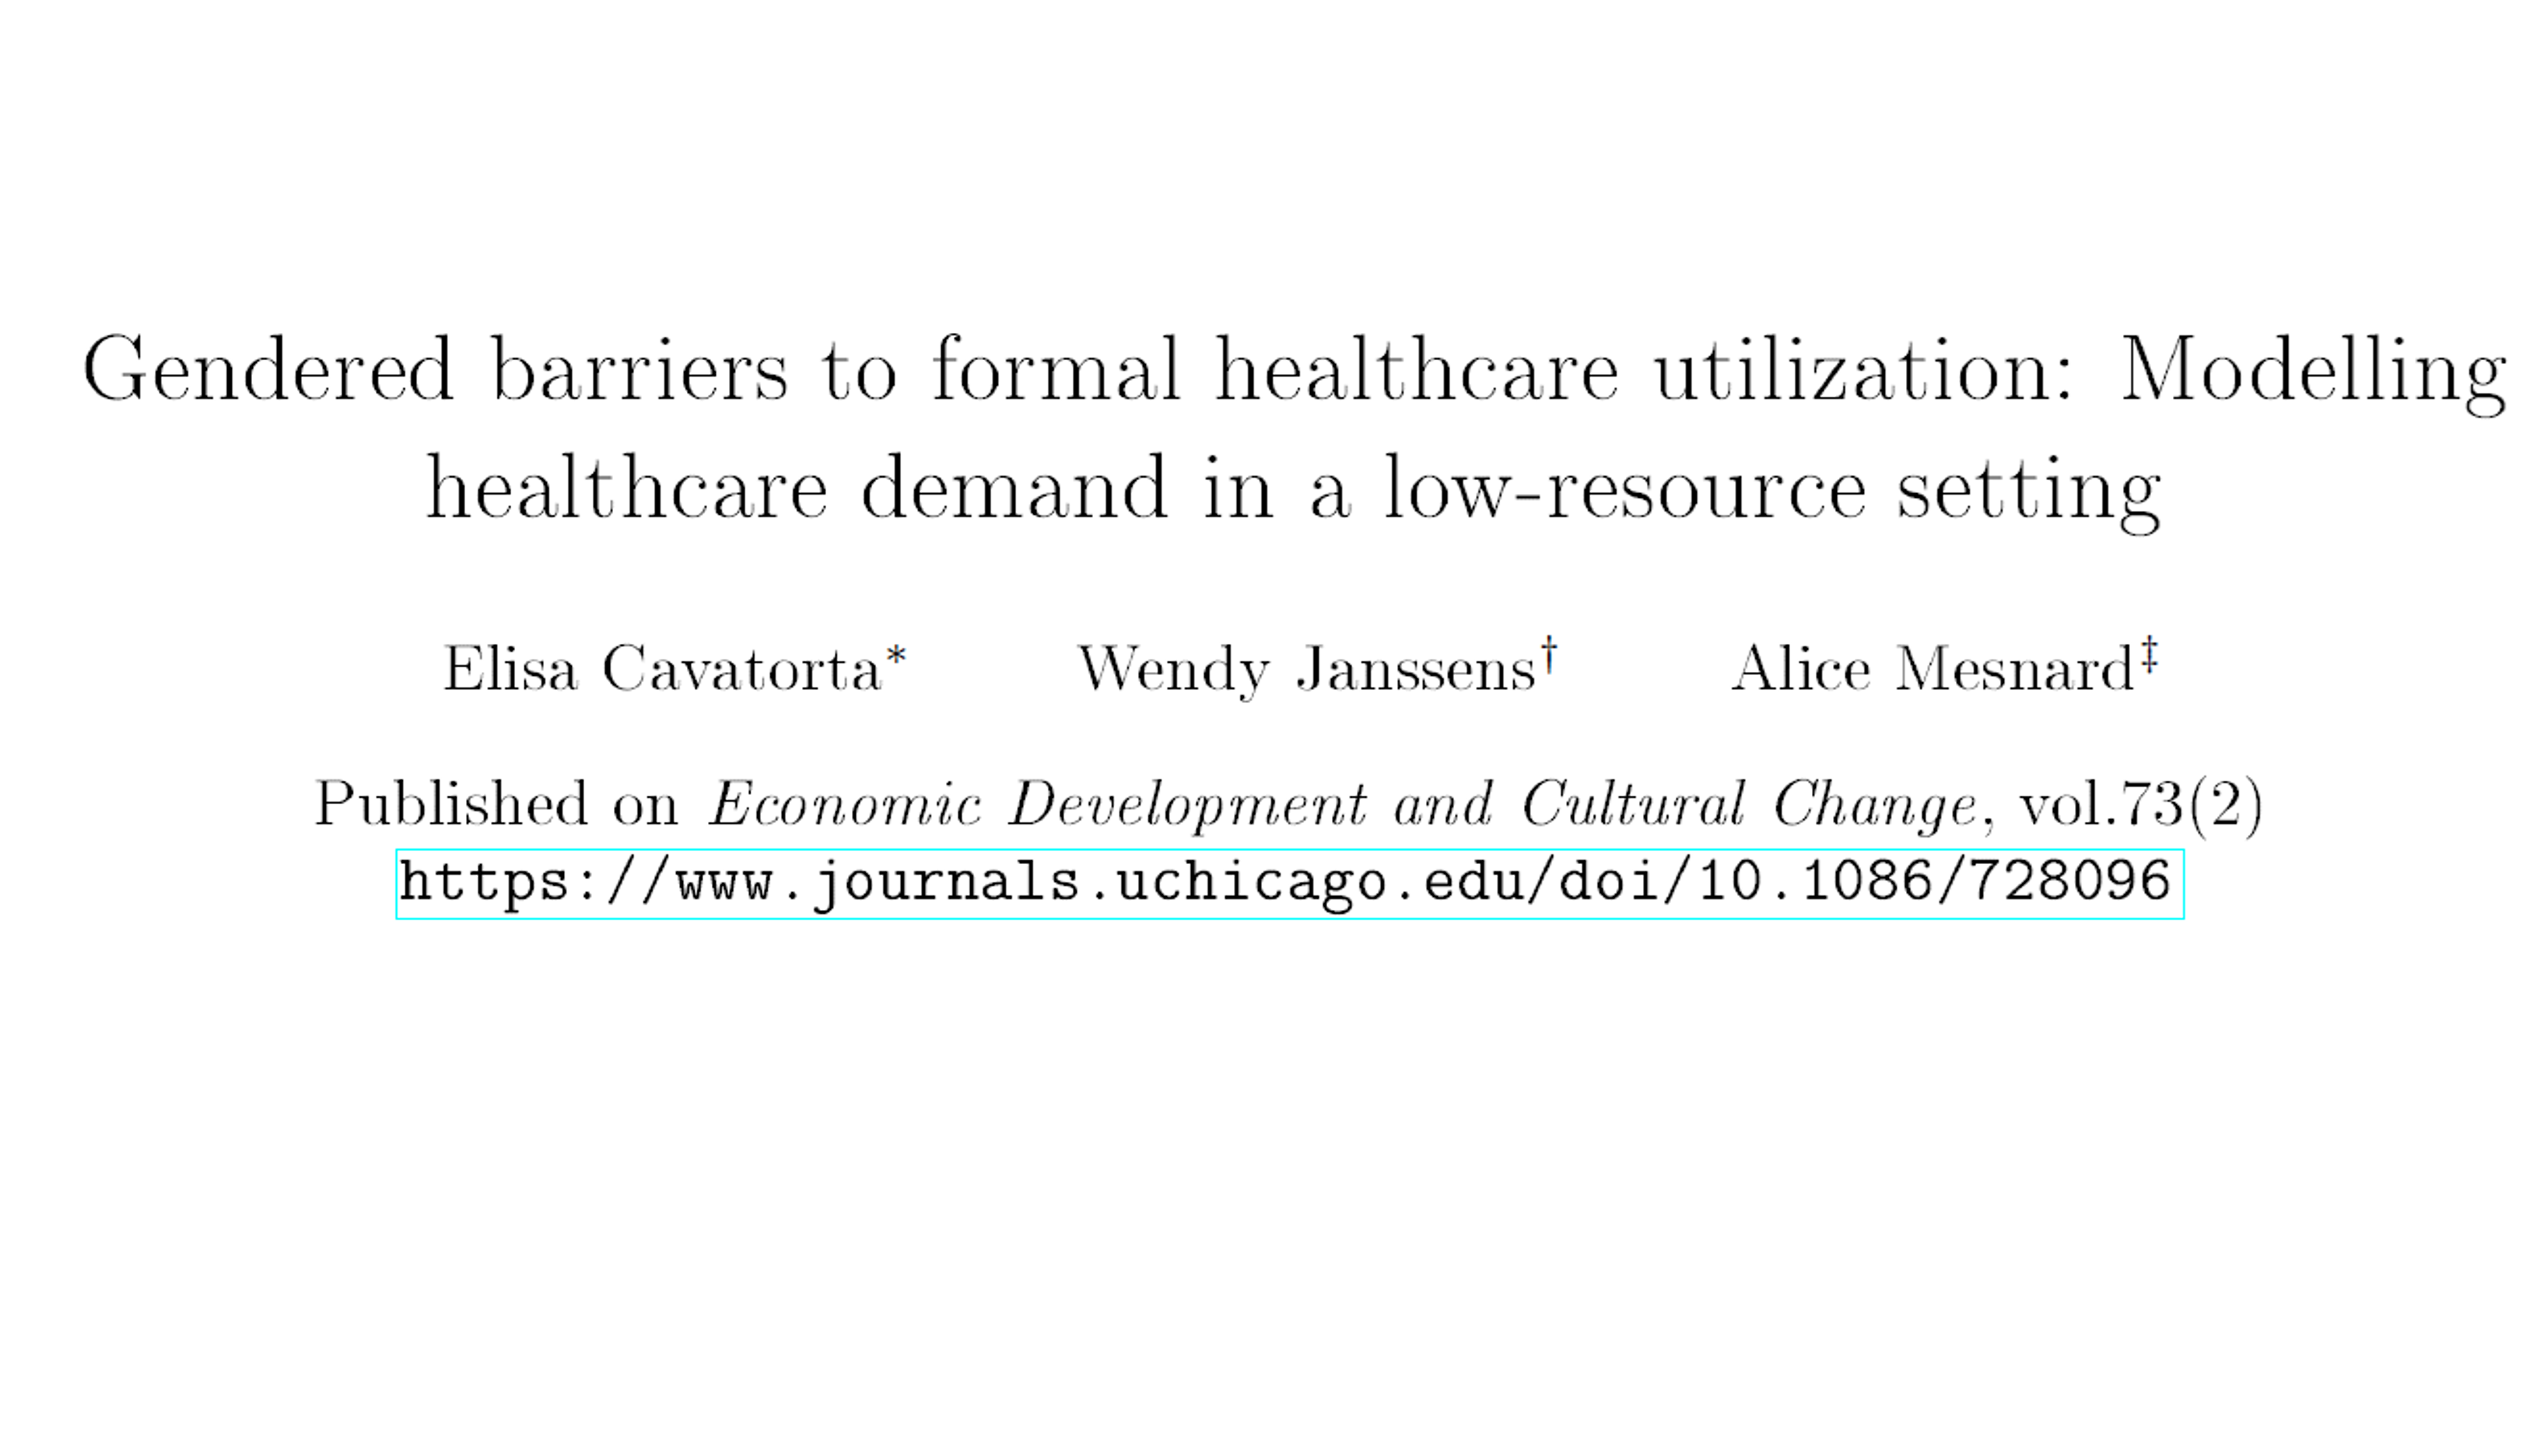 Gendered barriers to formal healthcare utilization: Modelling
healthcare demand in a low-resource setting
Elisa Cavatorta* Wendy Janssens† Alice Mesnard‡
Published on Economic Development and Cultural Change, vol.73(2)
https://www.journals.uchicago.edu/doi/10.1086/728096